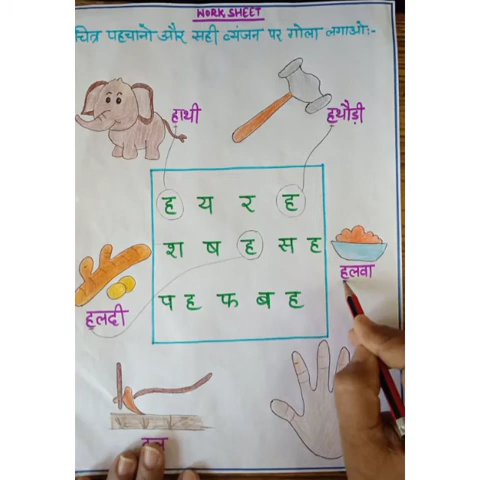 WORK SHEET
चित्र पहचानो और सही व्यंजन पर गोला लगाओ:-
हाथी
हथौड़ी
ह य र ह
श ष ह स ह
प ह फ ब ह
हलवा
हलदी